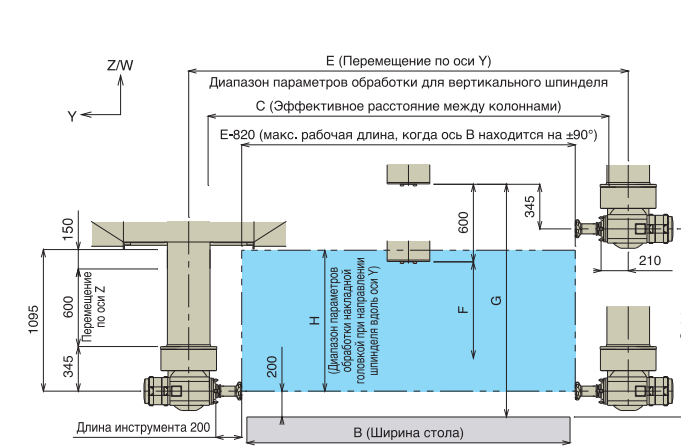 E (Перемещение по оси Y)
Z/W
Диапазон параметров обработки для вертикального шпинделя
Y
C (Эффективное расстояние между колоннами)
E-820 (макс. рабочая длина, когда ось B находится на ±90°)
150
600
345
210
1095
600
Перемещение
по оси Z
H
(Диапазон параметров
обработки накладной
головкой при направлении
шпинделя вдоль оси Y)
F
G
345
200
Длина инструмента 200
B (Ширина стола)